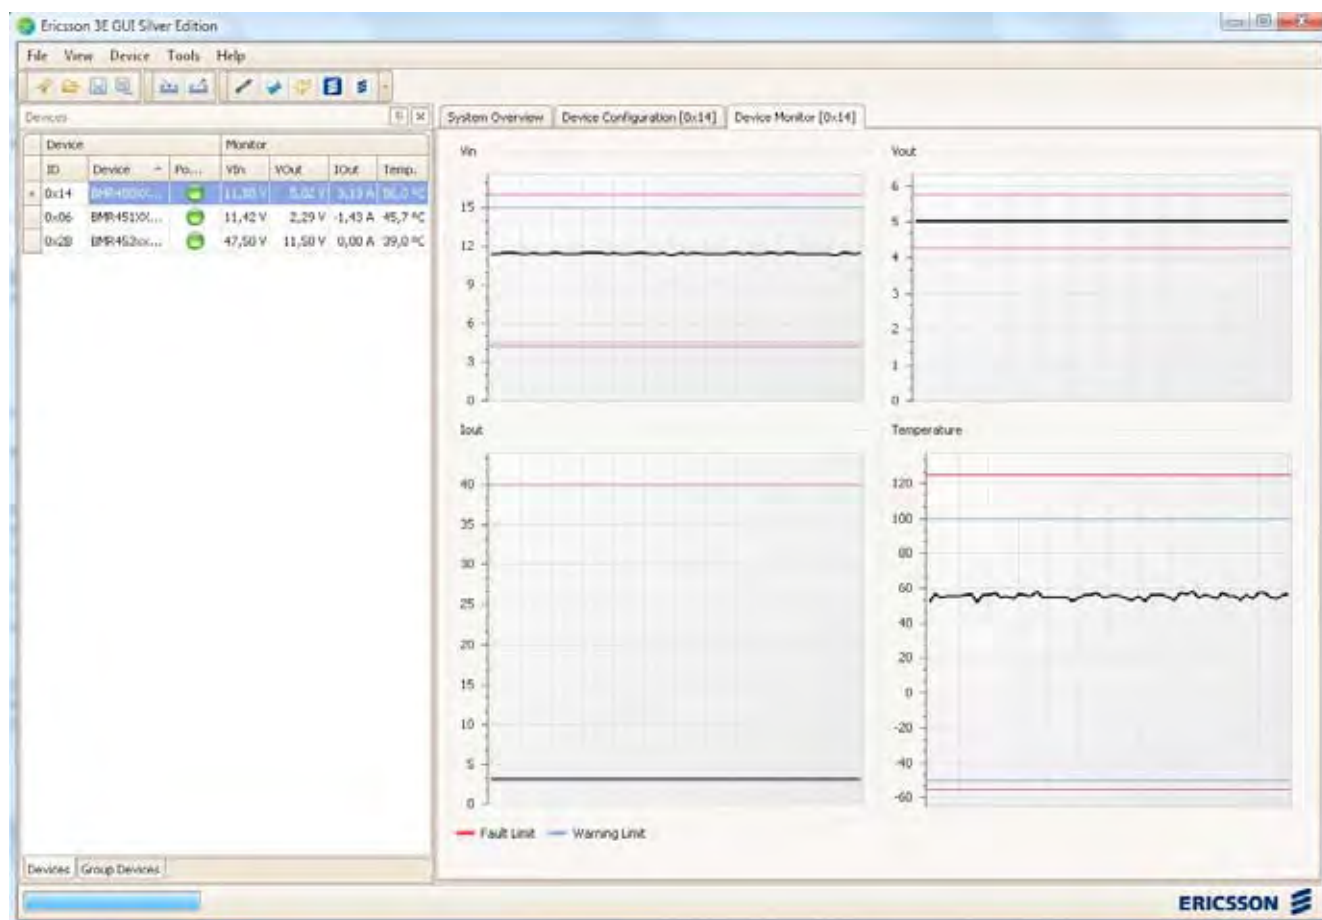 Ericsson 3E GUI Silver Edition
File View Device Tools Help
Devices
System Overview Device Configuration [0x14] Device Monitor [0x14]
Device Monitor
ID Device Po... VIn VOut IOut Temp.
0x14
0x06 BMR451XX... 11,42 V 2,29 V -1,43 A 45,7 ºC
0x2B BMR453xx... 47,50 V 11,50 V 0,00 A 39,0 ºC
Vin
15
12
9
6
3
0
Vout
6
5
4
3
2
1
0
Iout
40
35
30
25
20
15
10
5
0
Temperature
120
100
80
60
40
20
0
-20
-40
-60
Fault Limit Warning Limit
Devices Group Devices
ERICSSON